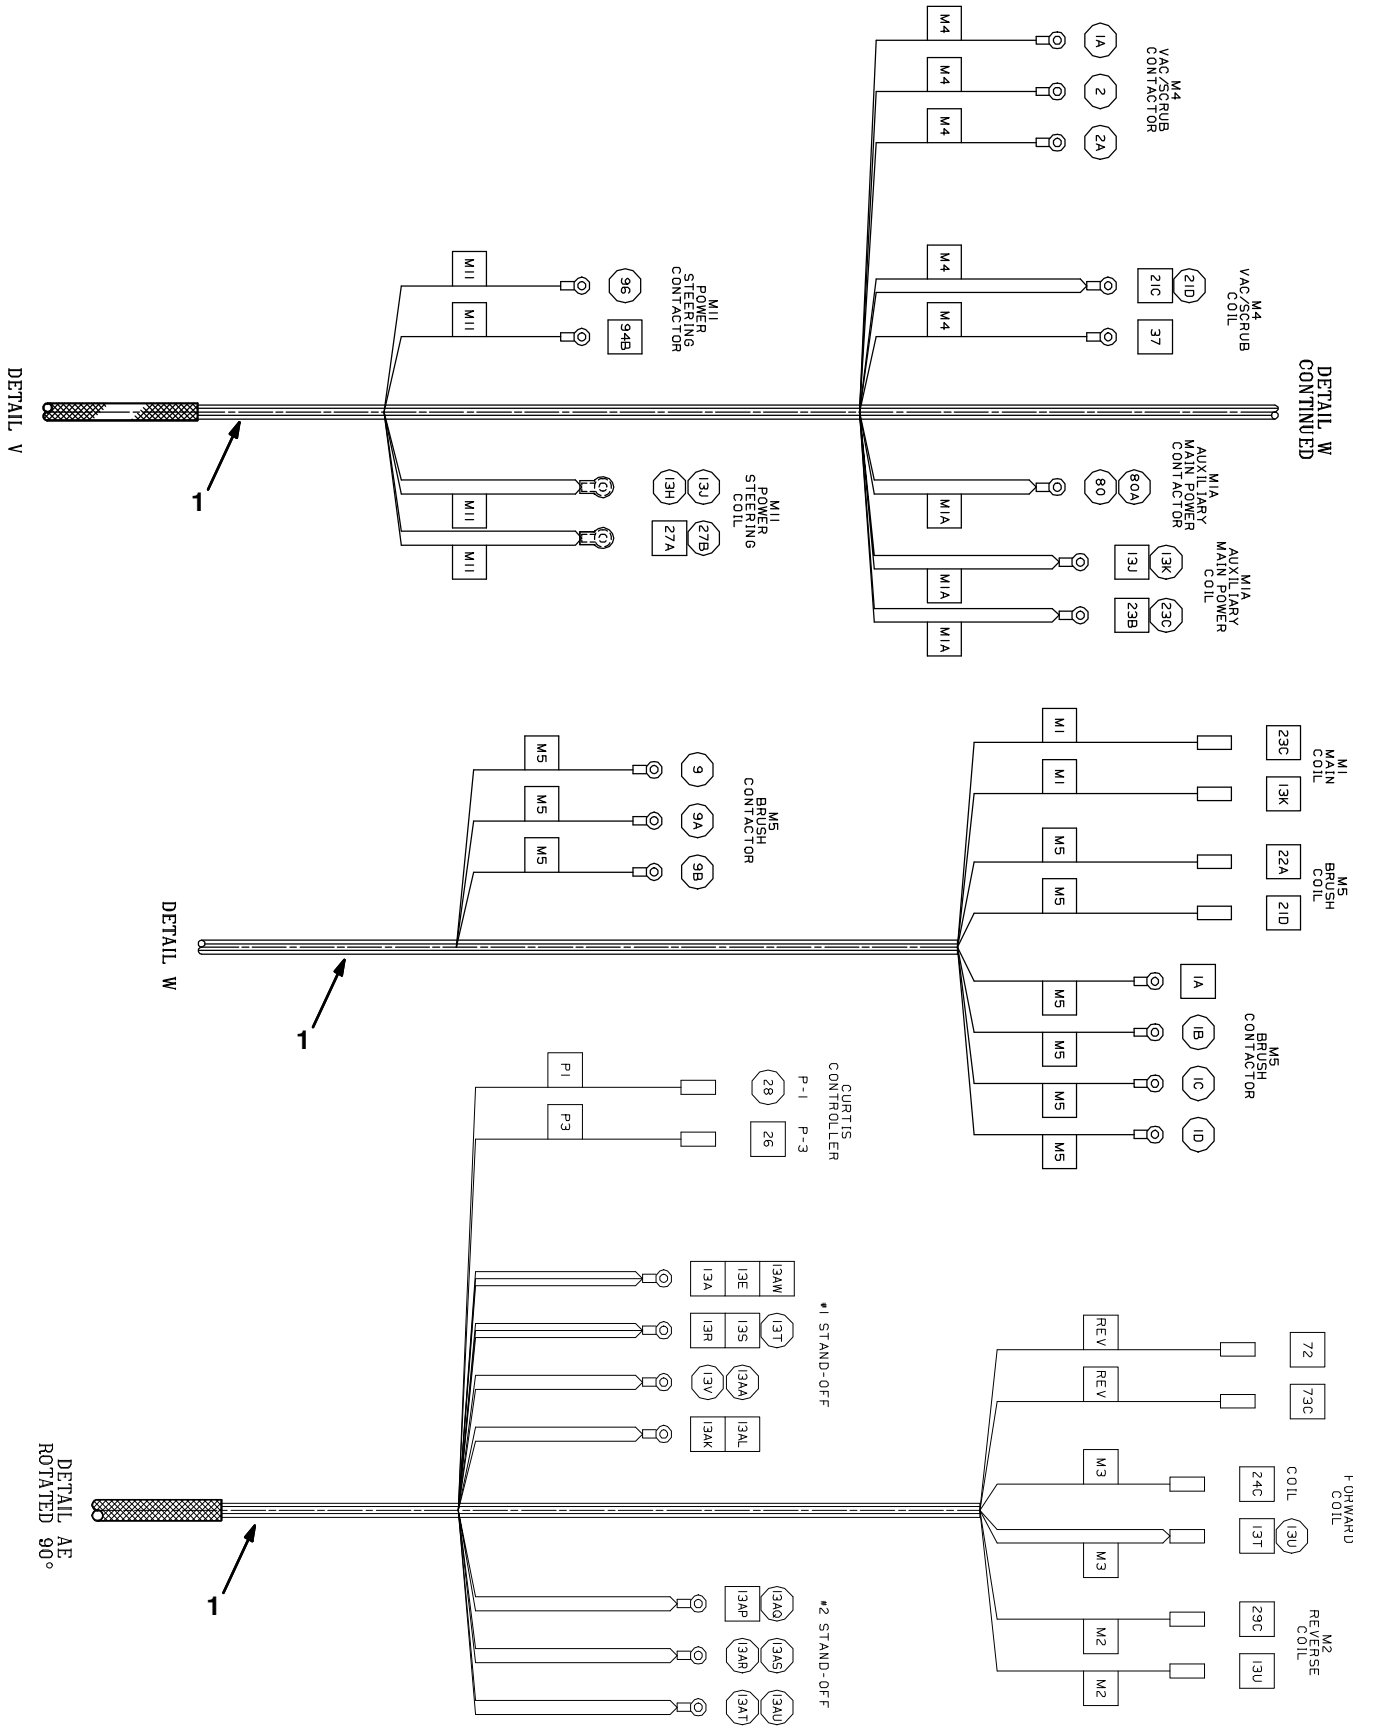 DETAIL W
CONTINUED
M4
VAC/SCRUB
CONTACTOR
1A
2
2A
M4
M4
M4
M4
VAC/SCRUB
COIL
21D
21C
37
M4
M4
M1A
AUXILIARY
MAIN POWER
CONTACTOR
80A
80
M1A
M1A
AUXILIARY
MAIN POWER
COIL
13K
13J
23C
23B
M1A
M1A
M11
POWER
STEERING
CONTACTOR
96
94B
M11
M11
M11
POWER
STEERING
COIL
13J
13H
27B
27A
M11
M11
1
DETAIL V
M1
MAIN
COIL
23C
13K
M1
M1
M5
BRUSH
COIL
22A
21D
M5
M5
M5
BRUSH
CONTACTOR
1A
1B
1C
1D
M5
M5
M5
M5
M5
BRUSH
CONTACTOR
9
9A
9B
M5
M5
M5
1
DETAIL W
72
73C
REV
REV
FORWARD
COIL
COIL
24C
13U
13T
M3
M3
M2
REVERSE
COIL
29C
13U
M2
M2
CURTIS
CONTROLLER
P-1
P-3
28
26
P1
P3
#1 STAND-OFF
13AW
13E
13A
13T
13S
13R
13AA
13V
13AL
13AK
#2 STAND-OFF
13AQ
13AP
13AS
13AR
13AU
13AT
1
DETAIL AE
ROTATED 90°